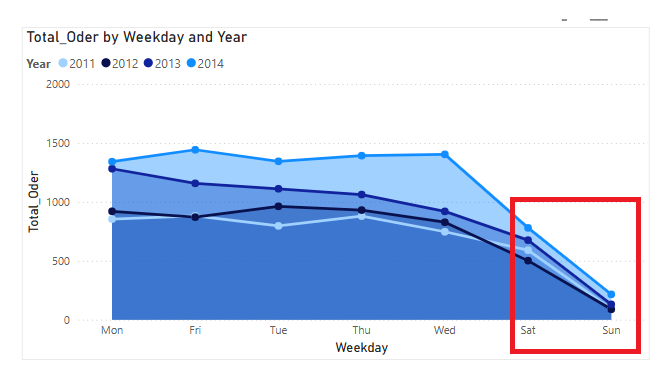 Total_Oder by Weekday and Year
Year 2011 2012 2013 2014
2000
1500
1000
500
0
Total_Oder
Mon Fri Tue Thu Wed Sat Sun
Weekday